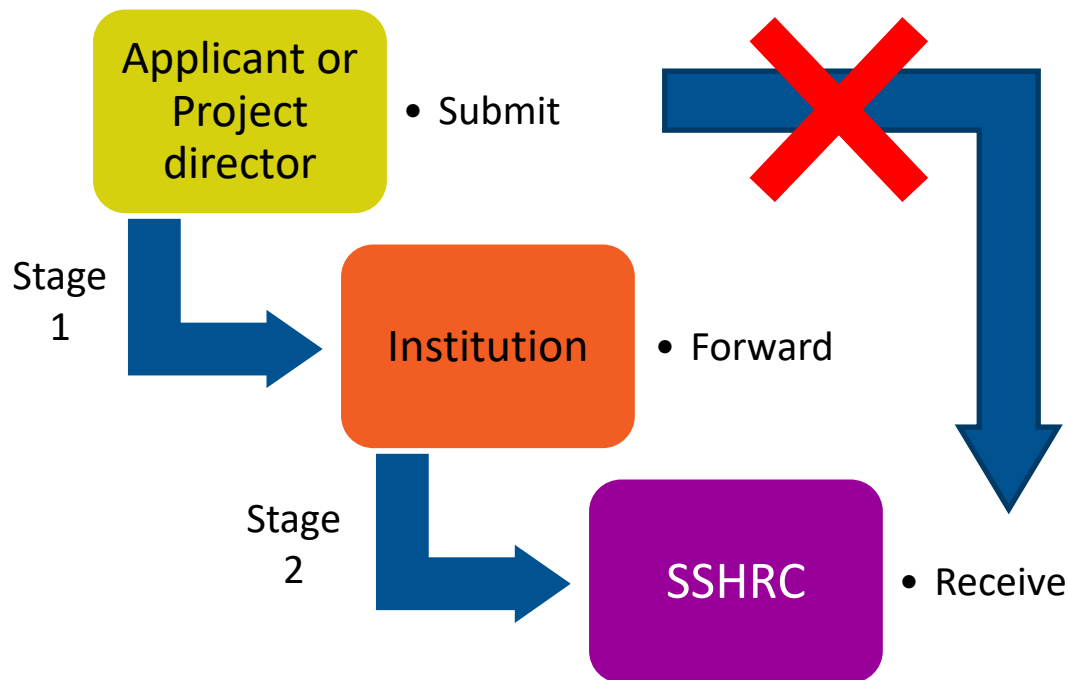 Applicant or
Project
director
• Submit
Stage
1
Institution
• Forward
Stage
2
SSHRC
• Receive